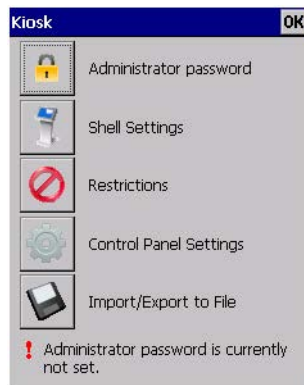 Kiosk OK
Administrator password
Shell Settings
Restrictions
Control Panel Settings
Import/Export to File
Administrator password is currently
not set.